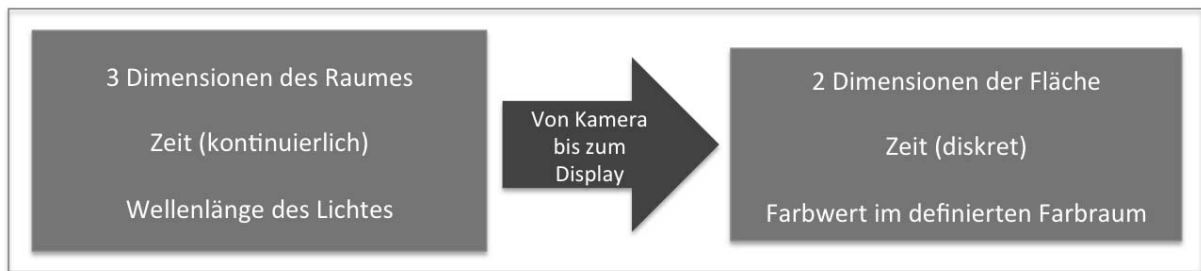 3 Dimensionen des Raumes
Zeit (kontinuierlich)
Wellenlänge des Lichtes
Von Kamera
bis zum
Display
2 Dimensionen der Fläche
Zeit (diskret)
Farbwert im definierten Farbraum